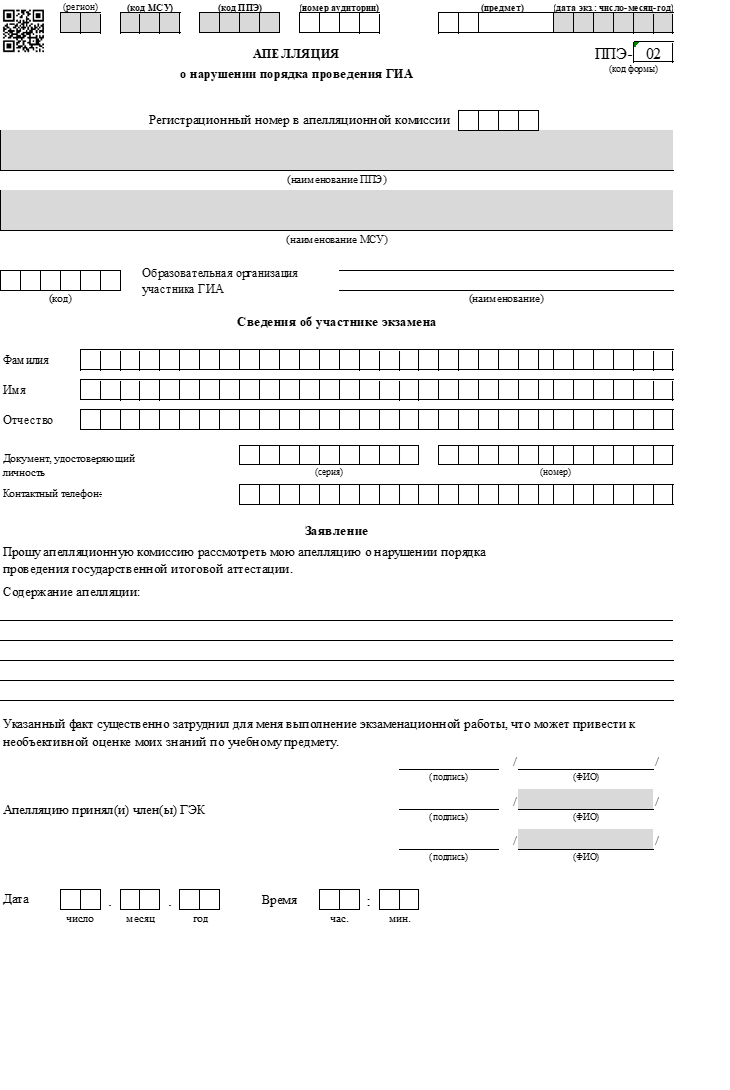 (регион) (код МСУ) (код ППЭ) (номер аудитории) (предмет) (дата экз.: число-месяц-год)
АПЕЛЛЯЦИЯ
о нарушении порядка проведения ГИА
ППЭ- 02
(код формы)
Регистрационный номер в апелляционной комиссии
(наименование ППЭ)
(наименование МСУ)
Образовательная организация
участника ГИА
(код)
(наименование)
Сведения об участнике экзамена
Фамилия
Имя
Отчество
Документ, удостоверяющий
личность
(серия) (номер)
Контактный телефон:
Заявление
Прошу апелляционную комиссию рассмотреть мою апелляцию о нарушении порядка
проведения государственной итоговой аттестации.
Содержание апелляции:
Указанный факт существенно затруднил для меня выполнение экзаменационной работы, что может привести к
необъективной оценке моих знаний по учебному предмету.
/ /
(подпись) (ФИО)
Апелляцию принял(и) член(ы) ГЭК / /
(подпись) (ФИО)
/ /
(подпись) (ФИО)
Дата . . Время :
число месяц год час. мин.